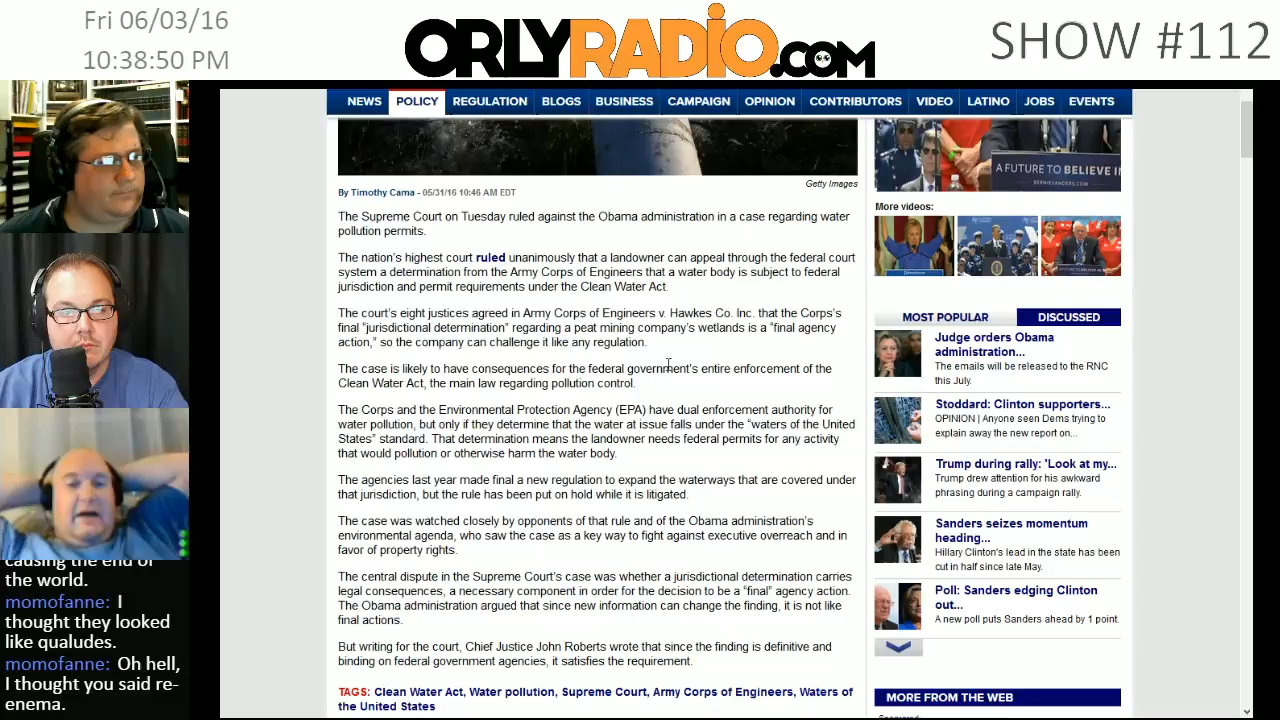 Fri 06/03/16
10:38:50 PM
ORLYRADIO.COM
SHOW #112
NEWS POLICY REGULATION BLOGS BUSINESS CAMPAIGN OPINION CONTRIBUTORS VIDEO LATINO JOBS EVENTS
Getty Images
By Timothy Cama - 05/31/16 10:46 AM EDT
The Supreme Court on Tuesday ruled against the Obama administration in a case regarding water
pollution permits.
The nation's highest court ruled unanimously that a landowner can appeal through the federal court
system a determination from the Army Corps of Engineers that a water body is subject to federal
jurisdiction and permit requirements under the Clean Water Act.
The court's eight justices agreed in Army Corps of Engineers v. Hawkes Co. Inc. that the Corps's
final "jurisdictional determination" regarding a peat mining company's wetlands is a "final agency
action," so the company can challenge it like any regulation.
The case is likely to have consequences for the federal government's entire enforcement of the
Clean Water Act, the main law regarding pollution control.
The Corps and the Environmental Protection Agency (EPA) have dual enforcement authority for
water pollution, but only if they determine that the water at issue falls under the "waters of the United
States" standard. That determination means the landowner needs federal permits for any activity
that would pollution or otherwise harm the water body.
The agencies last year made final a new regulation to expand the waterways that are covered under
that jurisdiction, but the rule has been put on hold while it is litigated.
The case was watched closely by opponents of that rule and of the Obama administration's
environmental agenda, who saw the case as a key way to fight against executive overreach and in
favor of property rights.
The central dispute in the Supreme Court's case was whether a jurisdictional determination carries
legal consequences, a necessary component in order for the decision to be a "final" agency action.
The Obama administration argued that since new information can change the finding, it is not like
final actions.
But writing for the court, Chief Justice John Roberts wrote that since the finding is definitive and
binding on federal government agencies, it satisfies the requirement.
TAGS: Clean Water Act, Water pollution, Supreme Court, Army Corps of Engineers, Waters of
the United States
A FUTURE TO BELIEVE I
BERNIESANDERS.COM
More videos:
MOST POPULAR DISCUSSED
Judge orders Obama
administration...
The emails will be released to the RNC
this July.
Stoddard: Clinton supporters...
OPINION | Anyone seen Dems trying to
explain away the new report on...
Trump during rally: 'Look at my...
Trump drew attention for his awkward
phrasing during a campaign rally.
Sanders seizes momentum
heading...
Hillary Clinton's lead in the state has been
cut in half since late May.
Poll: Sanders edging Clinton
out...
A new poll puts Sanders ahead by 1 point.
MORE FROM THE WEB
causing the end of
the world.
momofanne: I
thought they looked
like qualudes.
momofanne: Oh hell,
I thought you said re-
enema.